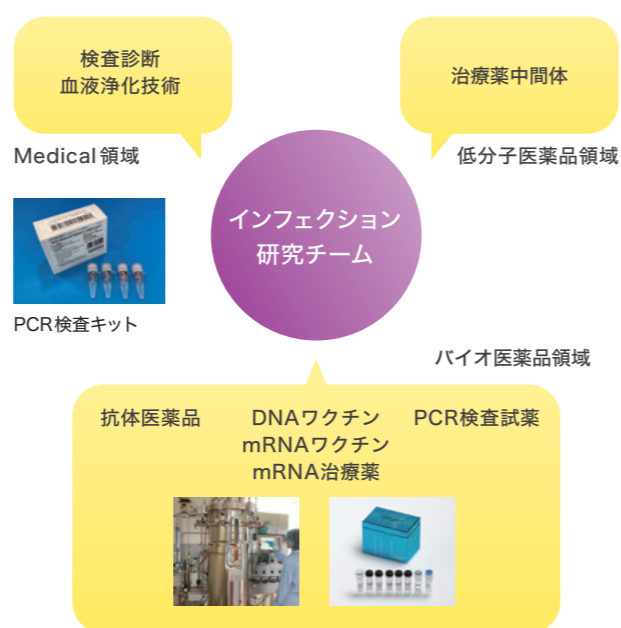 検査診断
血液浄化技術
治療薬中間体
Medical領域
低分子医薬品領域
インフェクション
研究チーム
PCR検査キット
バイオ医薬品領域
抗体医薬品
DNAワクチン
mRNAワクチン
mRNA治療薬
PCR検査試薬